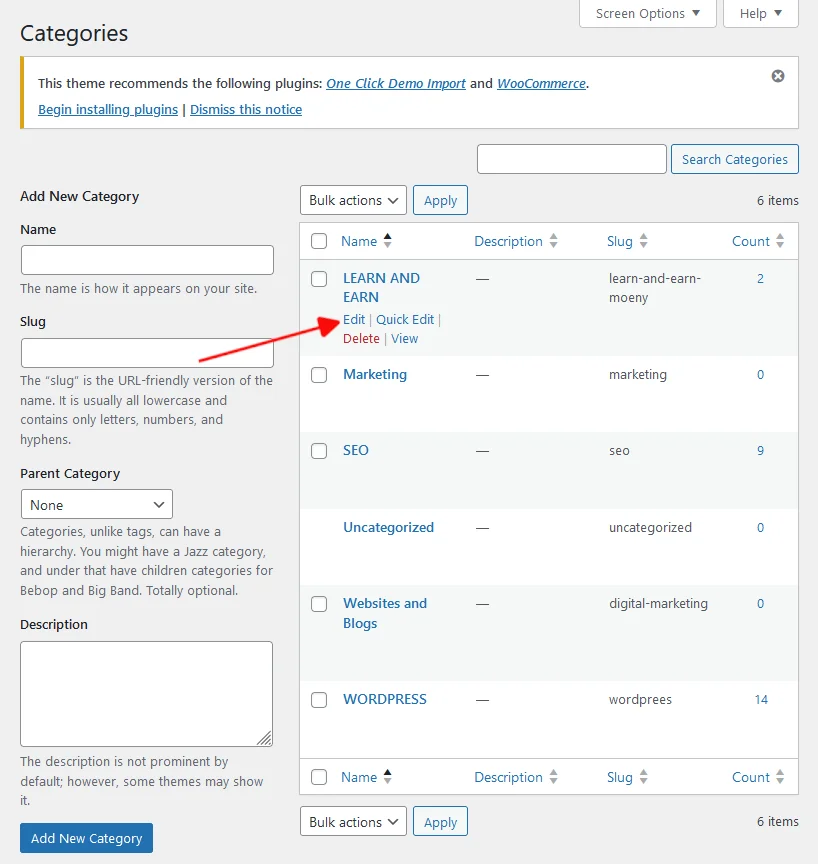 Screen Options
Help
Categories
This theme recommends the following plugins: One Click Demo Import and WooCommerce.
Begin installing plugins | Dismiss this notice
Search Categories
Add New Category
Name
The name is how it appears on your site.
Slug
The “slug” is the URL-friendly version of the
name. It is usually all lowercase and
contains only letters, numbers, and
hyphens.
Parent Category
None
Categories, unlike tags, can have a
hierarchy. You might have a Jazz category,
and under that have children categories for
Bebop and Big Band. Totally optional.
Description
The description is not prominent by
default; however, some themes may show
it.
Add New Category
Bulk actions Apply 6 items
Name Description Slug Count
LEARN AND — learn-and-earn- 2
EARN moeny
Edit | Quick Edit |
Delete | View
Marketing — marketing 0
SEO — seo 9
Uncategorized — uncategorized 0
Websites and — digital-marketing 0
Blogs
WORDPRESS — wordprees 14
Name Description Slug Count
Bulk actions Apply 6 items